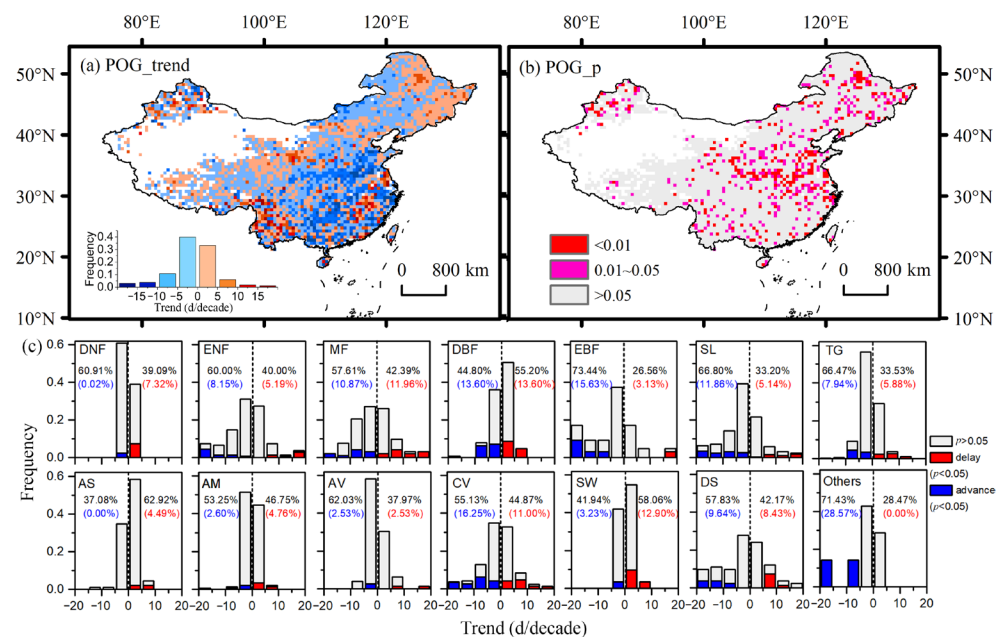 80°E 100°E 120°E 80°E 100°E 120°E
(a) POG_trend
(b) POG_p
50°N 50°N
40°N 40°N
30°N 30°N
20°N 20°N
10°N 10°N
Frequency
0.4
0.3
0.2
0.1
0.0
−15 −10 −5 0 5 10 15
Trend (d/decade)
0 800 km
<0.01
0.01~0.05
>0.05
0 800 km
80°E 100°E 120°E 80°E 100°E 120°E
(c)
Frequency
0.6
0.4
0.2
0.0
DNF
60.91% 39.09%
(0.02%) (7.32%)
ENF
60.00% 40.00%
(8.15%) (5.19%)
MF
57.61% 42.39%
(10.87%) (11.96%)
DBF
44.80% 55.20%
(13.60%) (13.60%)
EBF
73.44% 26.56%
(15.63%) (3.13%)
SL
66.80% 33.20%
(11.86%) (5.14%)
TG
66.47% 33.53%
(7.94%) (5.88%)
p>0.05
delay
(p<0.05)
advance
(p<0.05)
0.6
0.4
0.2
0.0
AS
37.08% 62.92%
(0.00%) (4.49%)
AM
53.25% 46.75%
(2.60%) (4.76%)
AV
62.03% 37.97%
(2.53%) (2.53%)
CV
55.13% 44.87%
(16.25%) (11.00%)
SW
41.94% 58.06%
(3.23%) (12.90%)
DS
57.83% 42.17%
(9.64%) (8.43%)
Others
71.43% 28.47%
(28.57%) (0.00%)
−20 −10 0 10 20
−10 0 10 20
−10 0 10 20
−10 0 10 20
−10 0 10 20
−10 0 10 20
−20 −10 0 10 20
Trend (d/decade)